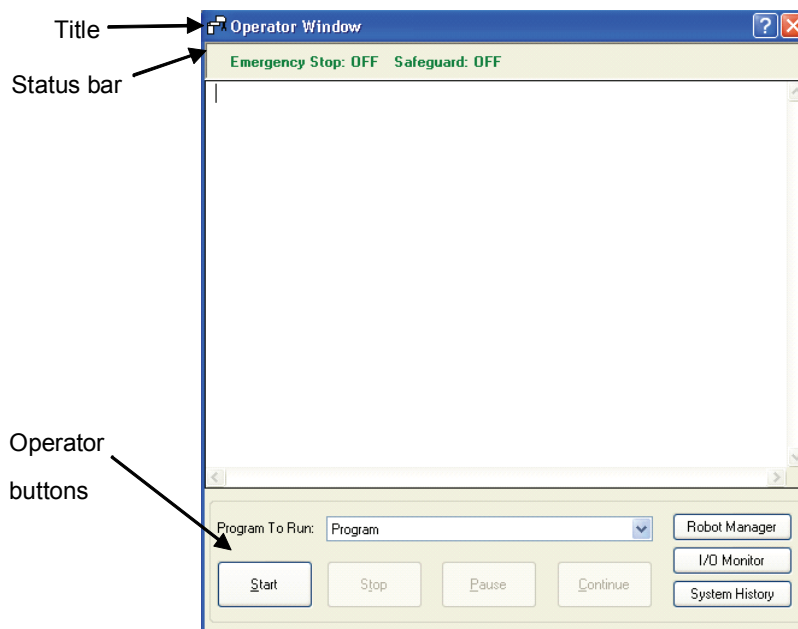 Title
Operator Window
Status bar
Emergency Stop: OFF Safeguard: OFF
Operator
buttons
Program To Run:
Program
Robot Manager
I/O Monitor
System History
Start
Stop
Pause
Continue